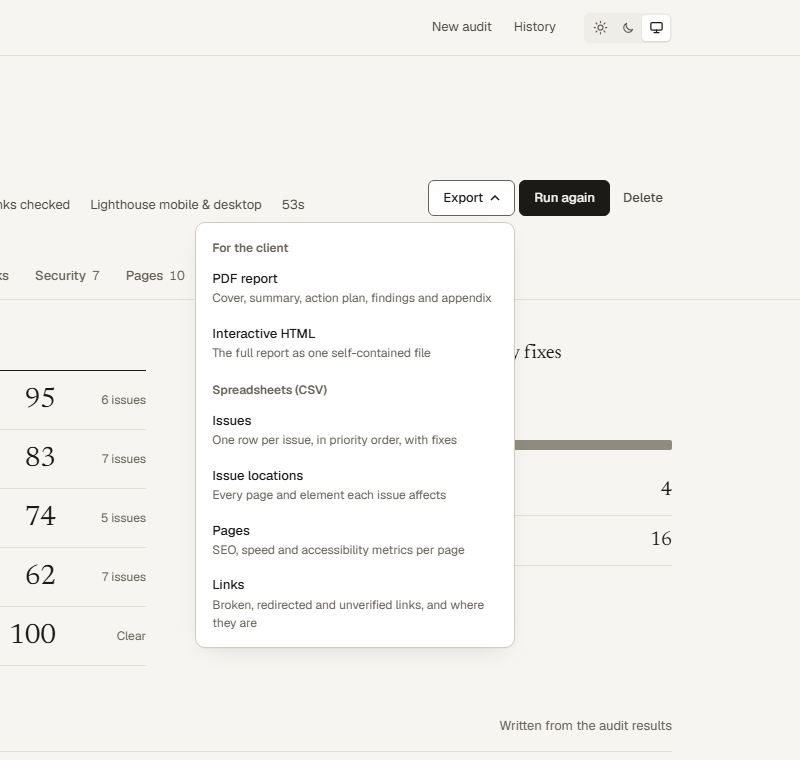 New audit History
nks checked Lighthouse mobile & desktop 53s
Export Run again Delete
ks Security 7 Pages 10
For the client
PDF report
Cover, summary, action plan, findings and appendix
Interactive HTML
The full report as one self-contained file
y fixes
Spreadsheets (CSV)
95 6 issues
Issues
One row per issue, in priority order, with fixes
83 7 issues
Issue locations
Every page and element each issue affects
4
74 5 issues
Pages
SEO, speed and accessibility metrics per page
16
62 7 issues
Links
Broken, redirected and unverified links, and where
they are
100 Clear
Written from the audit results